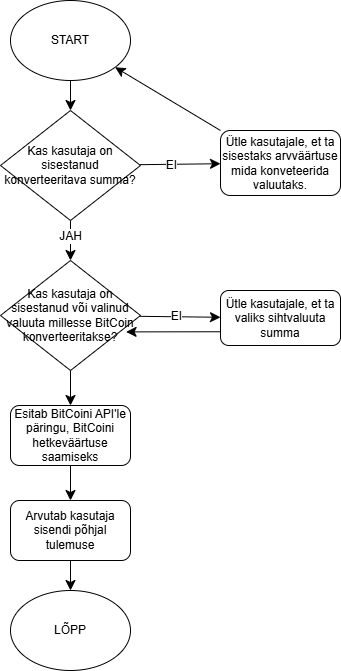 START
Kas kasutaja on
sisestanud
konverteeritava summa?
EI
Ütle kasutajale, et ta
sisestaks arvväärtuse
mida konveteerida
valuutaks.
JAH
Kas kasutaja on
sisestanud või valinud
valuuta millesse BitCoin
konverteeritakse?
EI
Ütle kasutajale, et ta
valiks sihtvaluuta
summa
Esitab BitCoini API'le
päringu, BitCoini
hetkeväärtuse
saamiseks
Arvutab kasutaja
sisendi põhjal
tulemuse
LÕPP